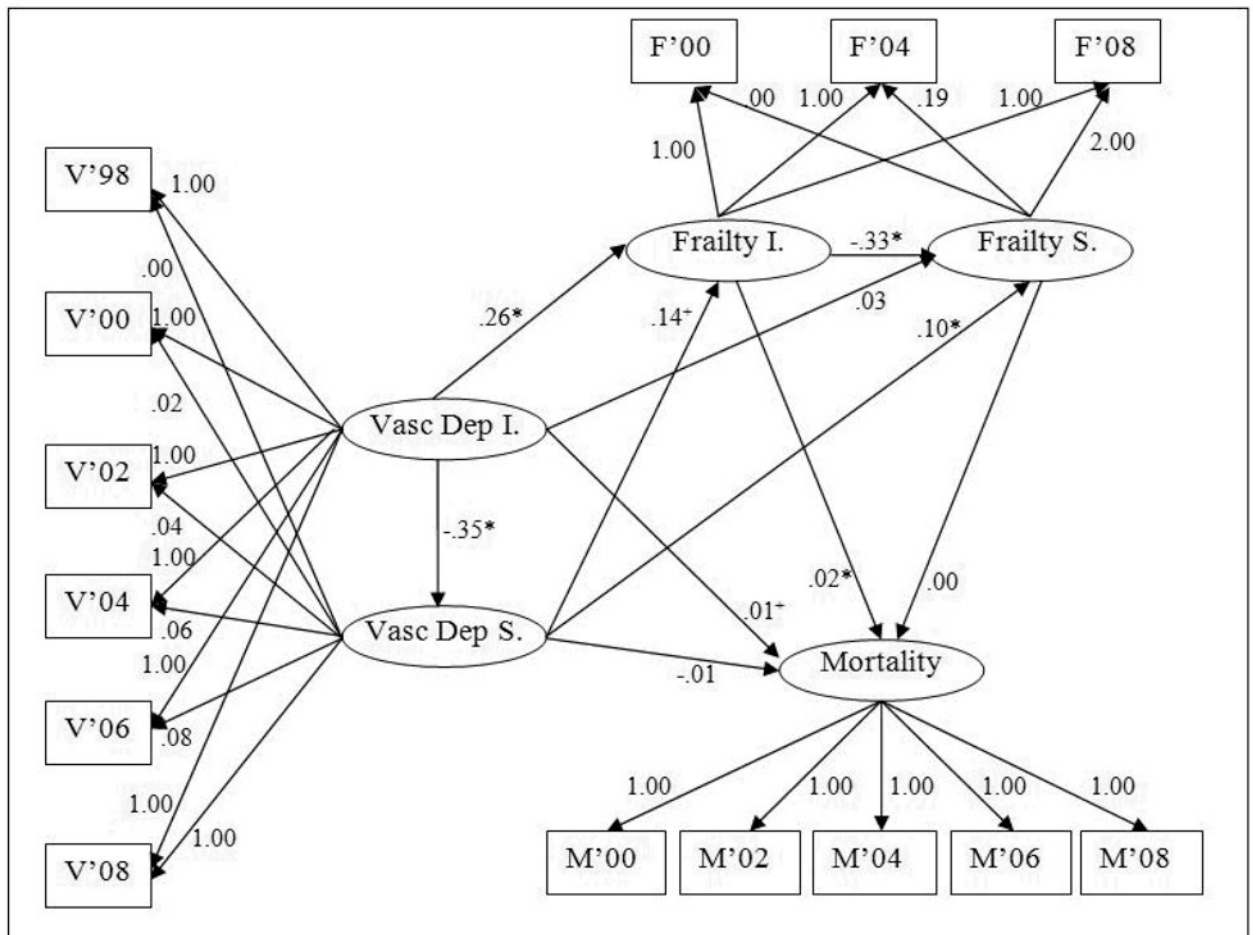 F'00 F'04 F'08
.00 1.00 .19 1.00
1.00 2.00
V'98 1.00
Frailty I. -.33* Frailty S.
.00
V'00 1.00
.26* .14+ .03 .10*
.02
Vasc Dep I.
V'02 1.00
.04
-.35*
1.00
V'04
.06
Vasc Dep S.
.02* .00
.01+
1.00
-.01
Mortality
V'06
.08
1.00
1.00
V'08
1.00 1.00 1.00 1.00 1.00
M'00 M'02 M'04 M'06 M'08